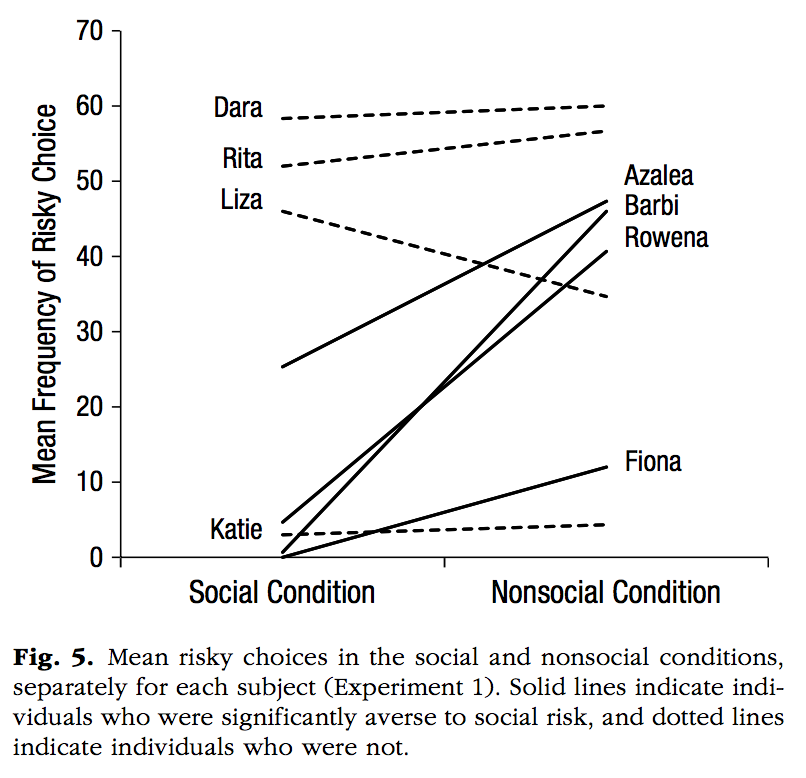 70
60
50
40
30
20
10
0
Mean Frequency of Risky Choice
Dara
Rita
Liza
Katie
Azalea
Barbi
Rowena
Fiona
Social Condition
Nonsocial Condition
Fig. 5. Mean risky choices in the social and nonsocial conditions,
separately for each subject (Experiment 1). Solid lines indicate indi-
viduals who were significantly averse to social risk, and dotted lines
indicate individuals who were not.